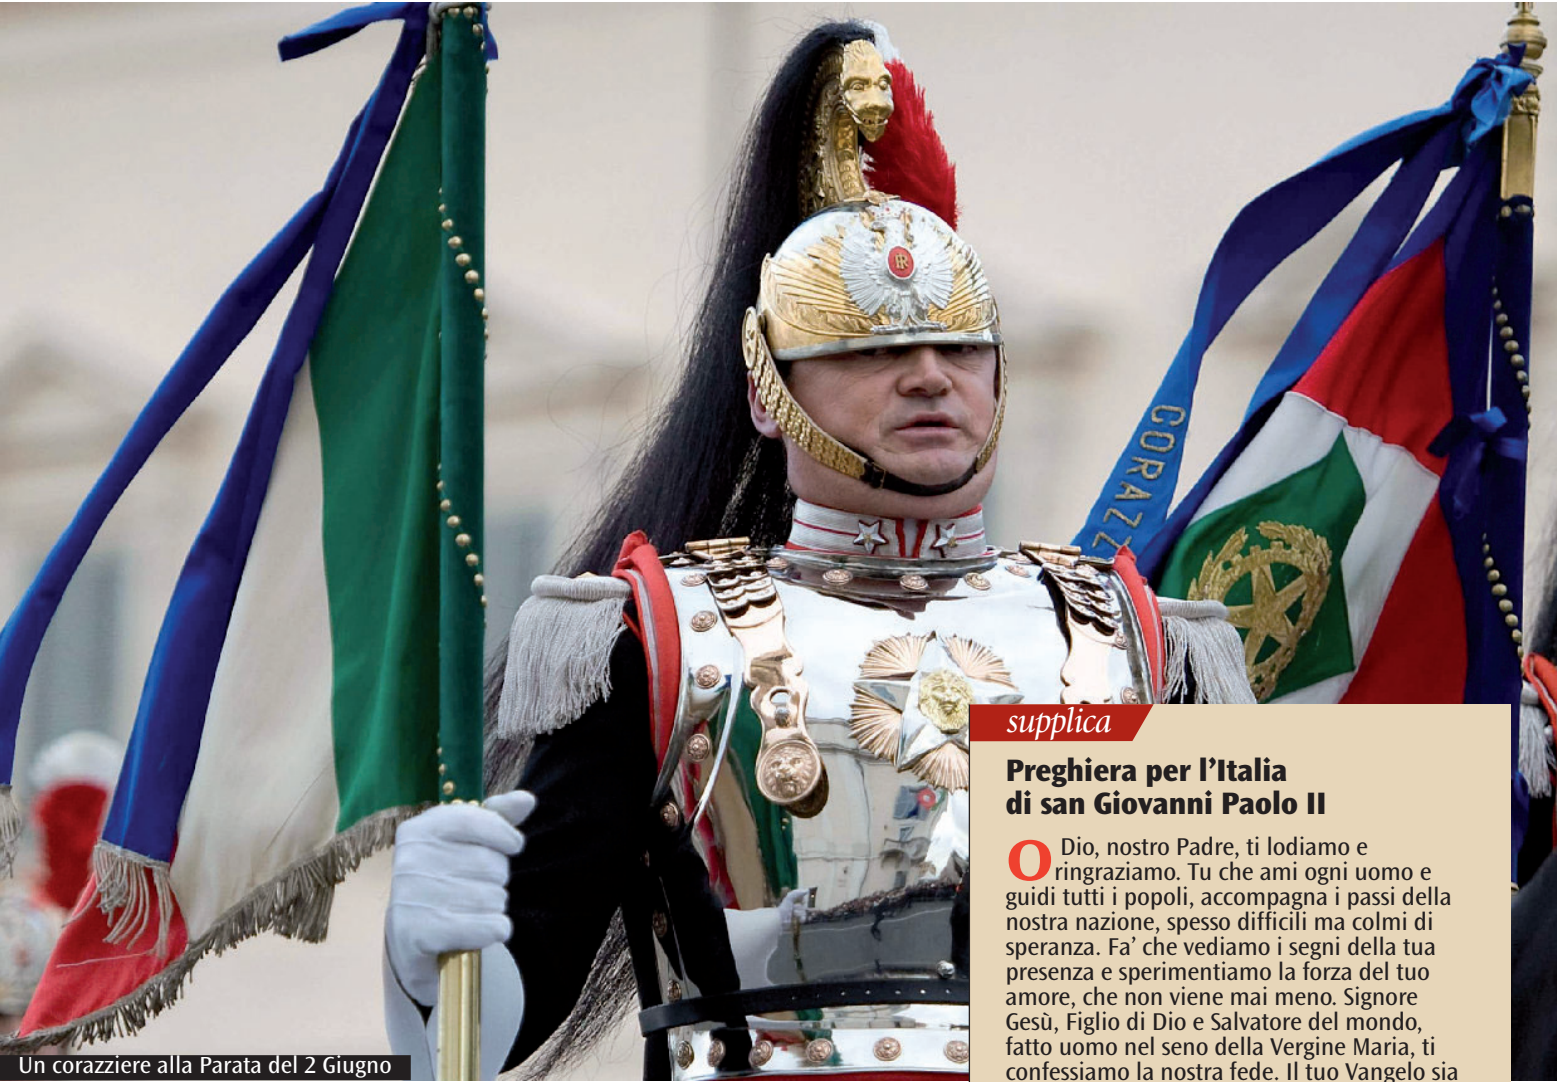 CORAZZ
supplica
Preghiera per l’Italia
di san Giovanni Paolo II
O Dio, nostro Padre, ti lodiamo e
ringraziamo. Tu che ami ogni uomo e
guidi tutti i popoli, accompagna i passi della
nostra nazione, spesso difficili ma colmi di
speranza. Fa’ che vediamo i segni della tua
presenza e sperimentiamo la forza del tuo
amore, che non viene mai meno. Signore
Gesù, Figlio di Dio e Salvatore del mondo,
fatto uomo nel seno della Vergine Maria, ti
confessiamo la nostra fede. Il tuo Vangelo sia
Un corazziere alla Parata del 2 Giugno